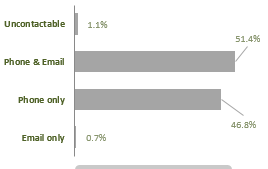 Uncontactable 1.1%
51.4%
Phone & Email
Phone only
46.8%
Email only 0.7%